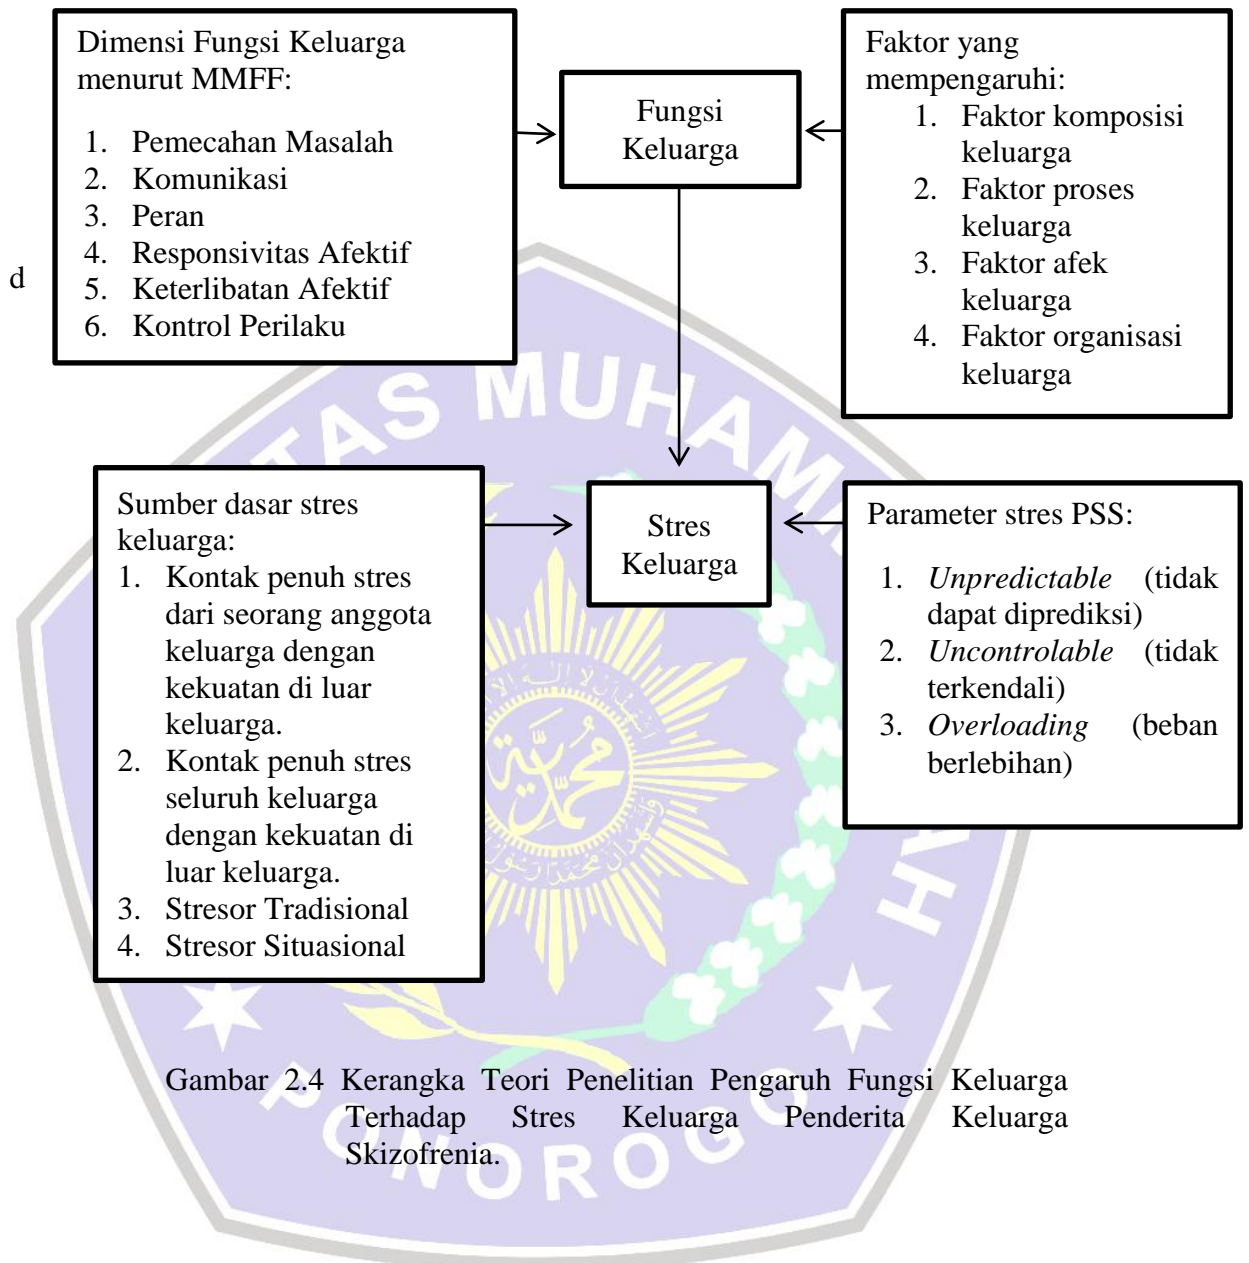 Dimensi Fungsi Keluarga
menurut MMFF:
1. Pemecahan Masalah
2. Komunikasi
3. Peran
4. Responsivitas Afektif
5. Keterlibatan Afektif
6. Kontrol Perilaku
d
Fungsi
Keluarga
Faktor yang
mempengaruhi:
1. Faktor komposisi
keluarga
2. Faktor proses
keluarga
3. Faktor afek
keluarga
4. Faktor organisasi
keluarga
TAS MUHAM
Sumber dasar stres
keluarga:
1. Kontak penuh stres
dari seorang anggota
keluarga dengan
kekuatan di luar
keluarga.
2. Kontak penuh stres
seluruh keluarga
dengan kekuatan di
luar keluarga.
3. Stresor Tradisional
4. Stresor Situasional
Stres
Keluarga
Parameter stres PSS:
1. Unpredictable (tidak
dapat diprediksi)
2. Uncontrolable (tidak
terkendali)
3. Overloading (beban
berlebihan)
محمدية
H
Gambar 2.4 Kerangka Teori Penelitian Pengaruh Fungsi Keluarga
Terhadap Stres Keluarga Penderita Keluarga
Skizofrenia.
PONOROGO